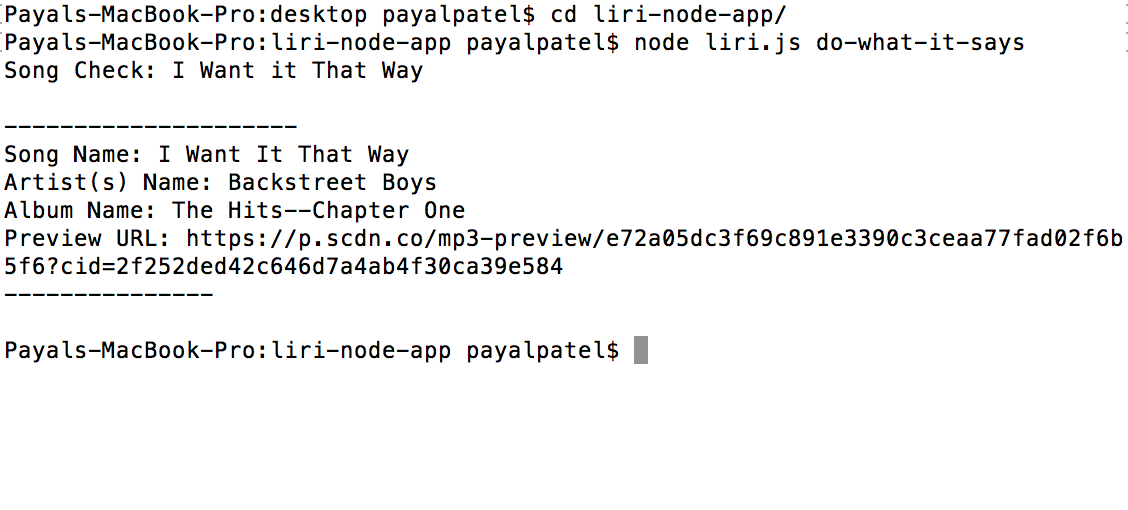 Payals-MacBook-Pro:desktop payalpatel$ cd liri-node-app/
Payals-MacBook-Pro:liri-node-app payalpatel$ node liri.js do-what-it-says
Song Check: I Want it That Way
---------------------
Song Name: I Want It That Way
Artist(s) Name: Backstreet Boys
Album Name: The Hits--Chapter One
Preview URL: https://p.scdn.co/mp3-preview/e72a05dc3f69c891e3390c3ceaa77fad02f6b
5f6?cid=2f252ded42c646d7a4ab4f30ca39e584
---------------
Payals-MacBook-Pro:liri-node-app payalpatel$